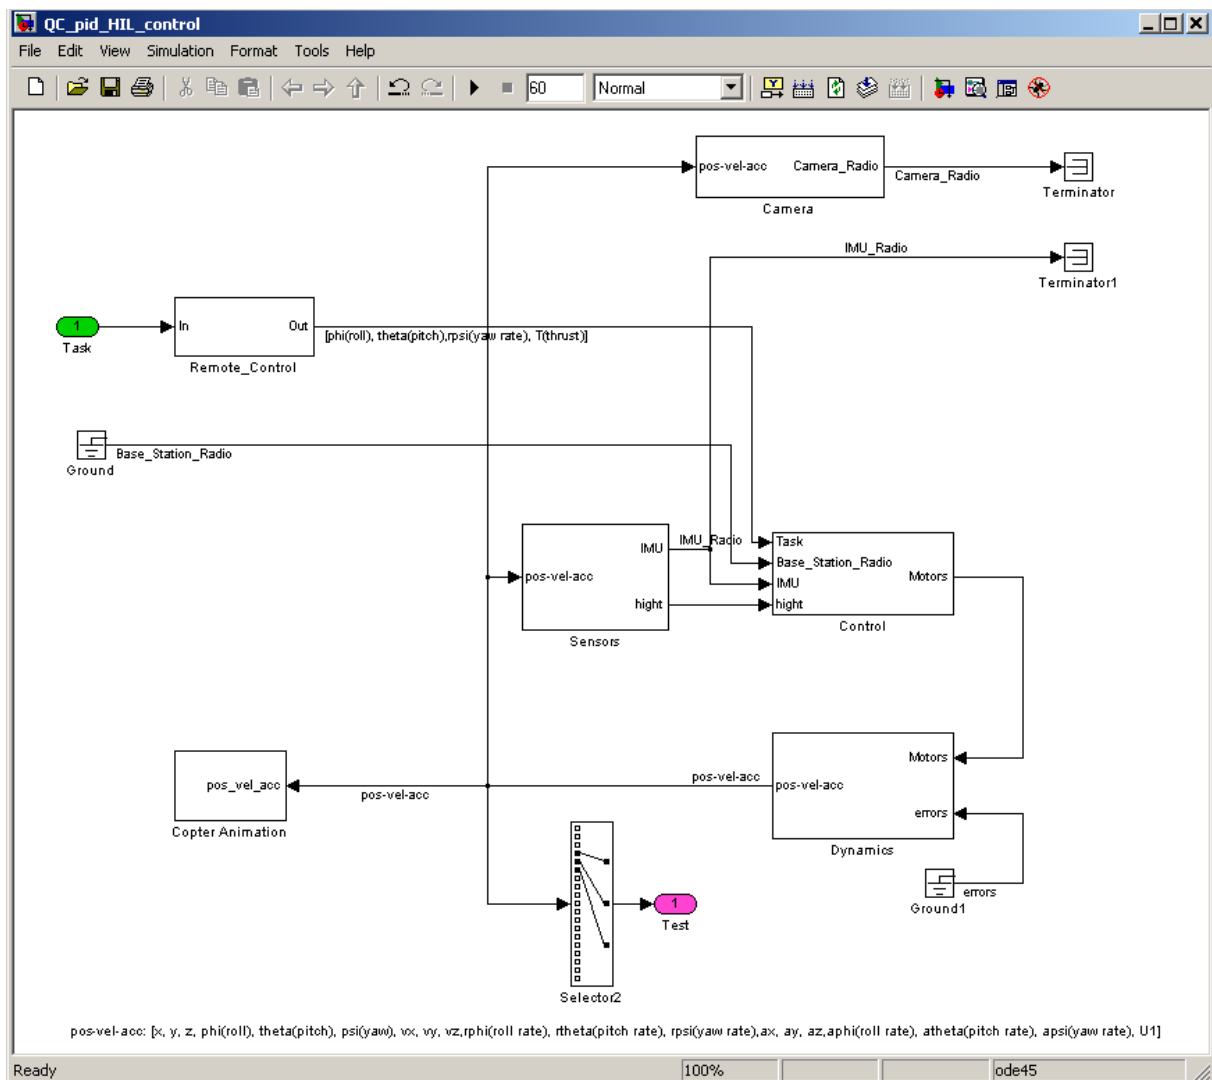 QC_pid_HIL_control
File Edit View Simulation Format Tools Help
60 Normal
pos-vel-acc Camera_Radio
Camera_Radio
Camera
Terminator
IMU_Radio
Terminator1
1
Task
In Out
[phi(roll), theta(pitch),rpsi(yaw rate), T(thrust)]
Remote_Control
Base_Station_Radio
Ground
IMU
pos-vel-acc
hight
Sensors
IMU_Radio
Task
Base_Station_Radio
Motors
IMU
hight
Control
Motors
pos-vel-acc
errors
Dynamics
pos-vel-acc
pos_vel_acc
pos-vel-acc
Copter Animation
errors
Ground1
1
Test
Selector2
pos-vel-acc: [x, y, z, phi(roll), theta(pitch), psi(yaw), vx, vy, vz,rphi(roll rate), rtheta(pitch rate), rpsi(yaw rate),ax, ay, az,aphi(roll rate), atheta(pitch rate), apsi(yaw rate), U1]
Ready 100% ode45